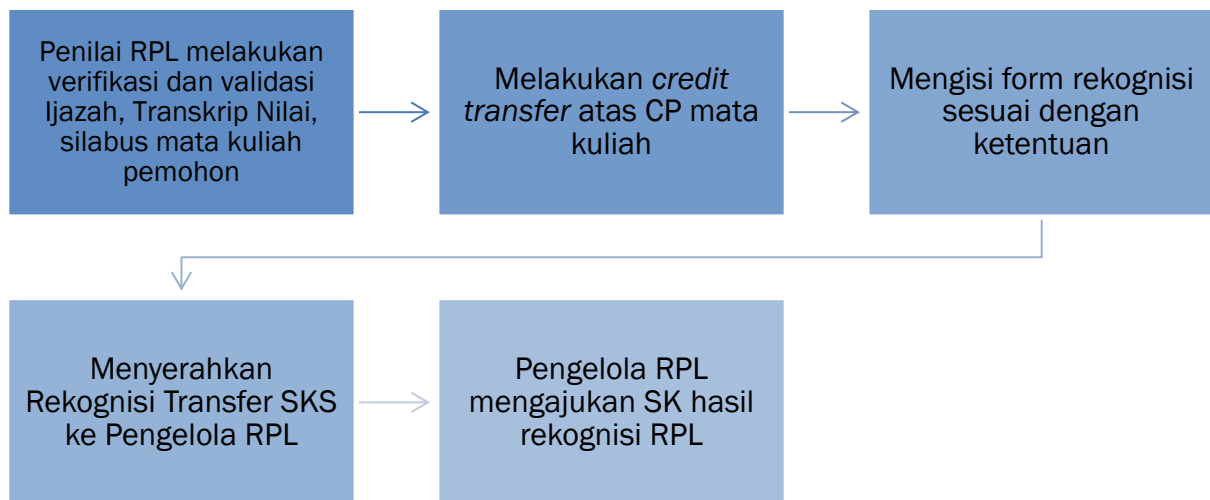 Penilai RPL melakukan
verifikasi dan validasi
Ijazah, Transkrip Nilai,
silabus mata kuliah
pemohon
Melakukan credit
transfer atas CP mata
kuliah
Mengisi form rekognisi
sesuai dengan
ketentuan
Menyerahkan
Rekognisi Transfer SKS
ke Pengelola RPL
Pengelola RPL
mengajukan SK hasil
rekognisi RPL